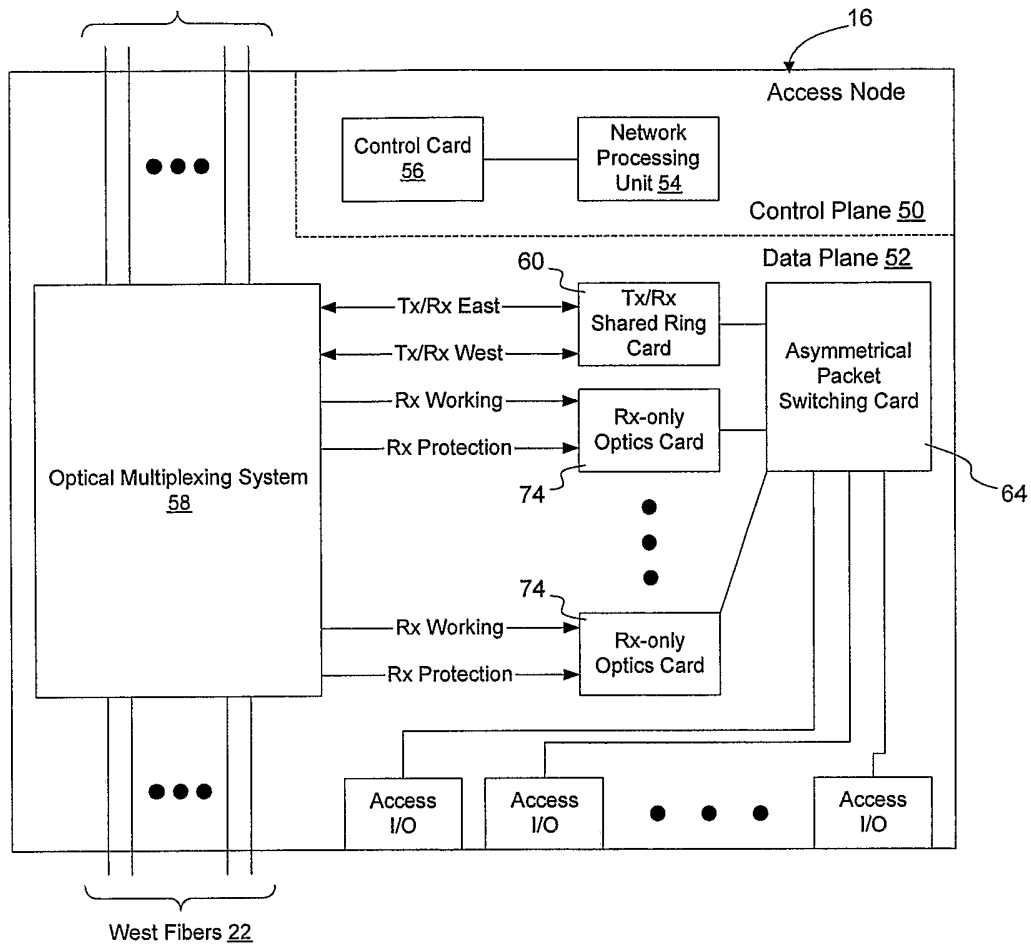 16
Access Node
Control Card
56
Network
Processing
Unit 54
Control Plane 50
Data Plane 52
60
Tx/Rx East
Tx/Rx
Shared Ring
Card
Tx/Rx West
Asymmetrical
Packet
Switching Card
Rx Working
Rx-only
Optics Card
Rx Protection
Optical Multiplexing System
58
74
64
74
Rx Working
Rx-only
Optics Card
Rx Protection
Access
I/O
Access
I/O
Access
I/O
West Fibers 22